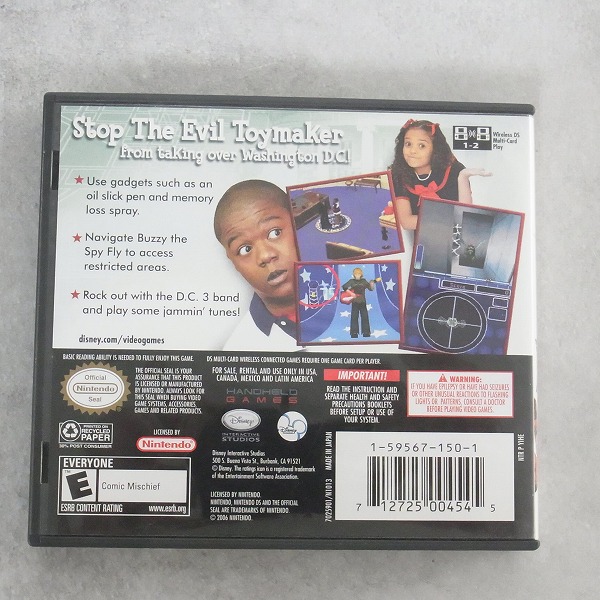 Stop The Evil Toymaker
from taking over Washington D.C!
Wireless DS
Multi-Card
Play
1-2
★ Use gadgets such as an
oil slick pen and memory
loss spray.
★ Navigate Buzzy the
Spy Fly to access
restricted areas.
★ Rock out with the D.C. 3 band
and play some jammin' tunes!
disney.com/videogames
BASIC READING ABILITY IS NEEDED TO FULLY ENJOY THIS GAME.
DS MULTI-CARD WIRELESS CONNECTED GAMES REQUIRE ONE GAME CARD PER PLAYER.
Official
Nintendo
Seal
THE OFFICIAL SEAL IS YOUR
ASSURANCE THAT THIS PRODUCT
IS LICENSED OR MANUFACTURED
BY NINTENDO. ALWAYS LOOK FOR
THIS SEAL WHEN BUYING VIDEO
GAME SYSTEMS, ACCESSORIES,
GAMES AND RELATED PRODUCTS.
PRINTED ON
RECYCLED
PAPER
30% POST CONSUMER
LICENSED BY
Nintendo
EVERYONE
E
Comic Mischief
ESRB CONTENT RATING
www.esrb.org
FOR SALE, RENTAL AND USE ONLY IN USA,
CANADA, MEXICO AND LATIN AMERICA
HANDHELD
GAMES
Disney
INTERACTIVE
STUDIOS
Disney
Disney Interactive Studios
500 S. Buena Vista St., Burbank, CA 91521
© Disney. The ratings icon is a registered
trademark of the
Entertainment Software Association.
LICENSED BY NINTENDO.
NINTENDO, NINTENDO DS AND THE OFFICIAL
SEAL ARE TRADEMARKS OF NINTENDO.
© 2006 NINTENDO.
IMPORTANT!
READ THE INSTRUCTION AND
SEPARATE HEALTH AND SAFETY
PRECAUTIONS BOOKLETS
BEFORE SETUP OR USE OF
YOUR SYSTEM.
WARNING:
IF YOU HAVE EPILEPSY OR HAVE HAD SEIZURES
OR OTHER UNUSUAL REACTIONS TO FLASHING
LIGHTS OR PATTERNS, CONSULT A DOCTOR
BEFORE PLAYING VIDEO GAMES.
MADE IN JAPAN
1-59567-150-1
7 12725 00454 5